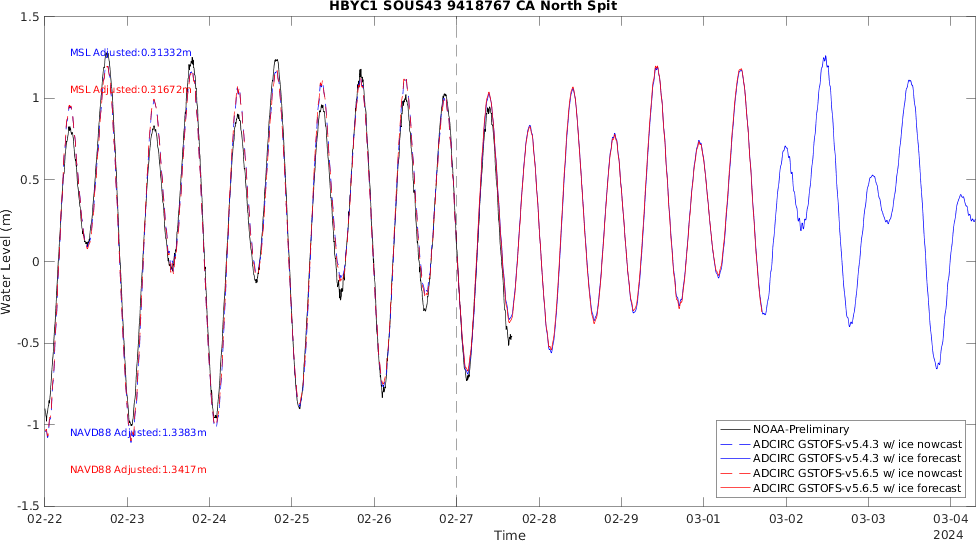 HBYC1 SOUS43 9418767 CA North Spit
1.5
1
0.5
0
-0.5
-1
-1.5
Water Level (m)
MSL Adjusted:0.31332m
MSL Adjusted:0.31672m
NAVD88 Adjusted:1.3383m
NAVD88 Adjusted:1.3417m
NOAA-Preliminary
ADCIRC GSTOFS-v5.4.3 w/ ice nowcast
ADCIRC GSTOFS-v5.4.3 w/ ice forecast
ADCIRC GSTOFS-v5.6.5 w/ ice nowcast
ADCIRC GSTOFS-v5.6.5 w/ ice forecast
02-22 02-23 02-24 02-25 02-26 02-27 02-28 02-29 03-01 03-02 03-03 03-04
2024
Time